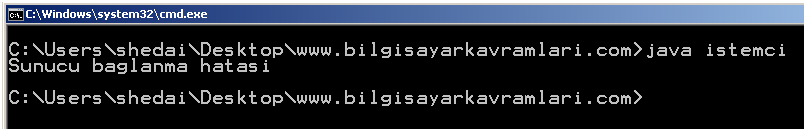 C:\Windows\system32\cmd.exe
C:\Users\shedai\Desktop\www.bilgisayarkavramlari.com>java istemci
Sunucu baglanma hatasi
C:\Users\shedai\Desktop\www.bilgisayarkavramlari.com>